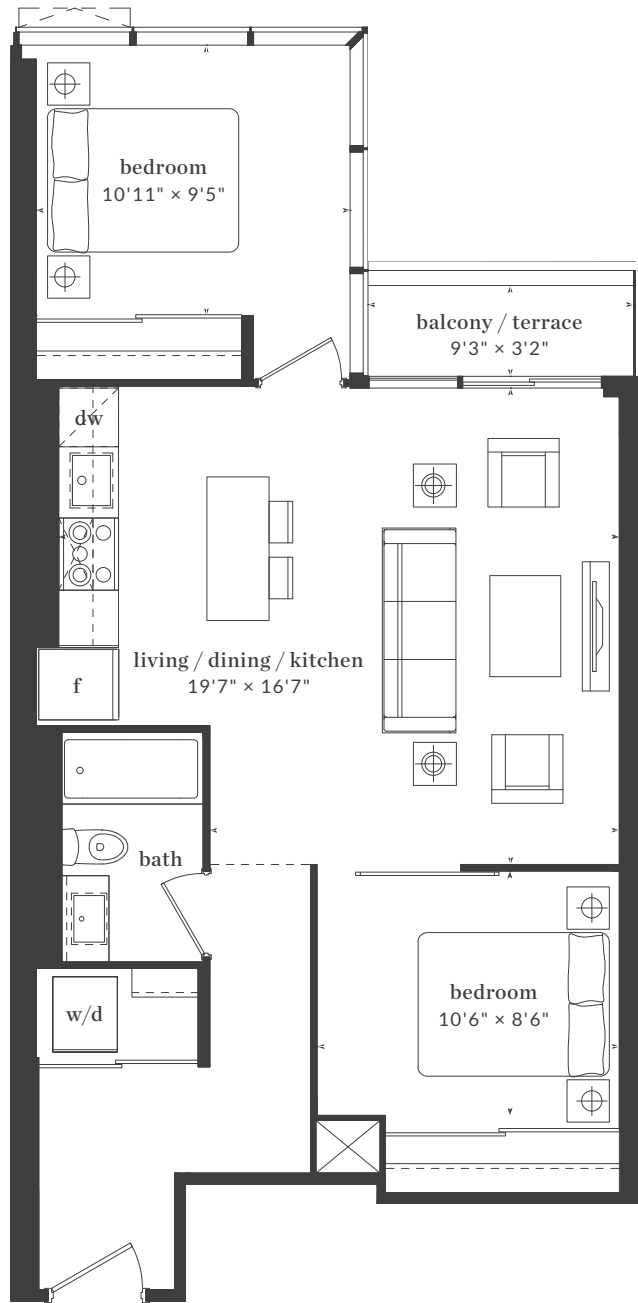 bedroom
10'11" × 9'5"
balcony / terrace
9'3" × 3'2"
dw
living / dining / kitchen
19'7" × 16'7"
f
bath
bedroom
10'6" × 8'6"
w/d